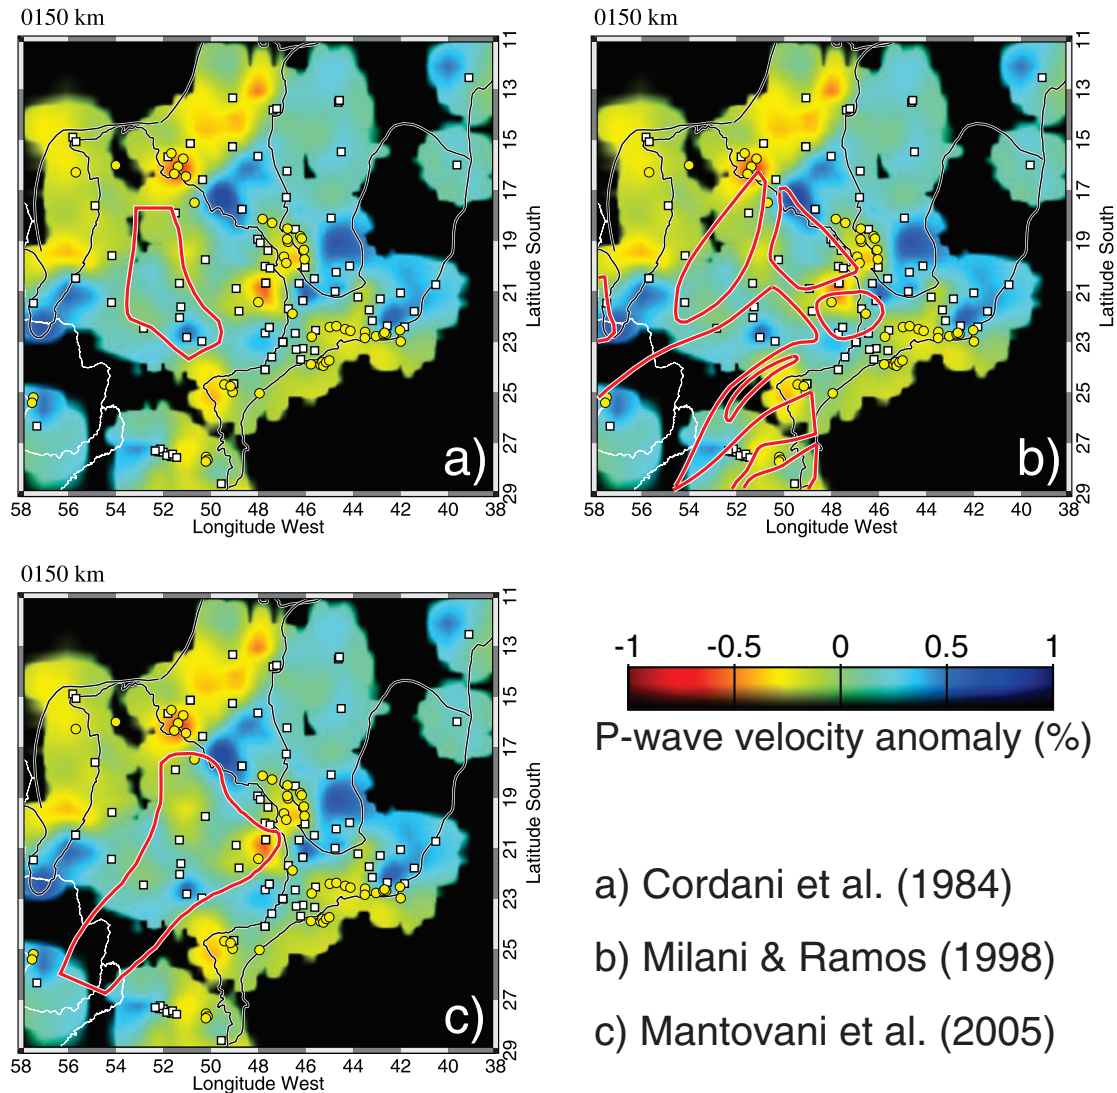 0150 km
0150 km
11
13
15
17
19
21
23
25
27
29
Latitude South
a)
58 56 54 52 50 48 46 44 42 40 38
Longitude West
11
13
15
17
19
21
23
25
27
29
Latitude South
b)
58 56 54 52 50 48 46 44 42 40 38
Longitude West
0150 km
11
13
15
17
19
21
23
25
27
29
Latitude South
c)
58 56 54 52 50 48 46 44 42 40 38
Longitude West
-1 -0.5 0 0.5 1
P-wave velocity anomaly (%)
a) Cordani et al. (1984)
b) Milani & Ramos (1998)
c) Mantovani et al. (2005)